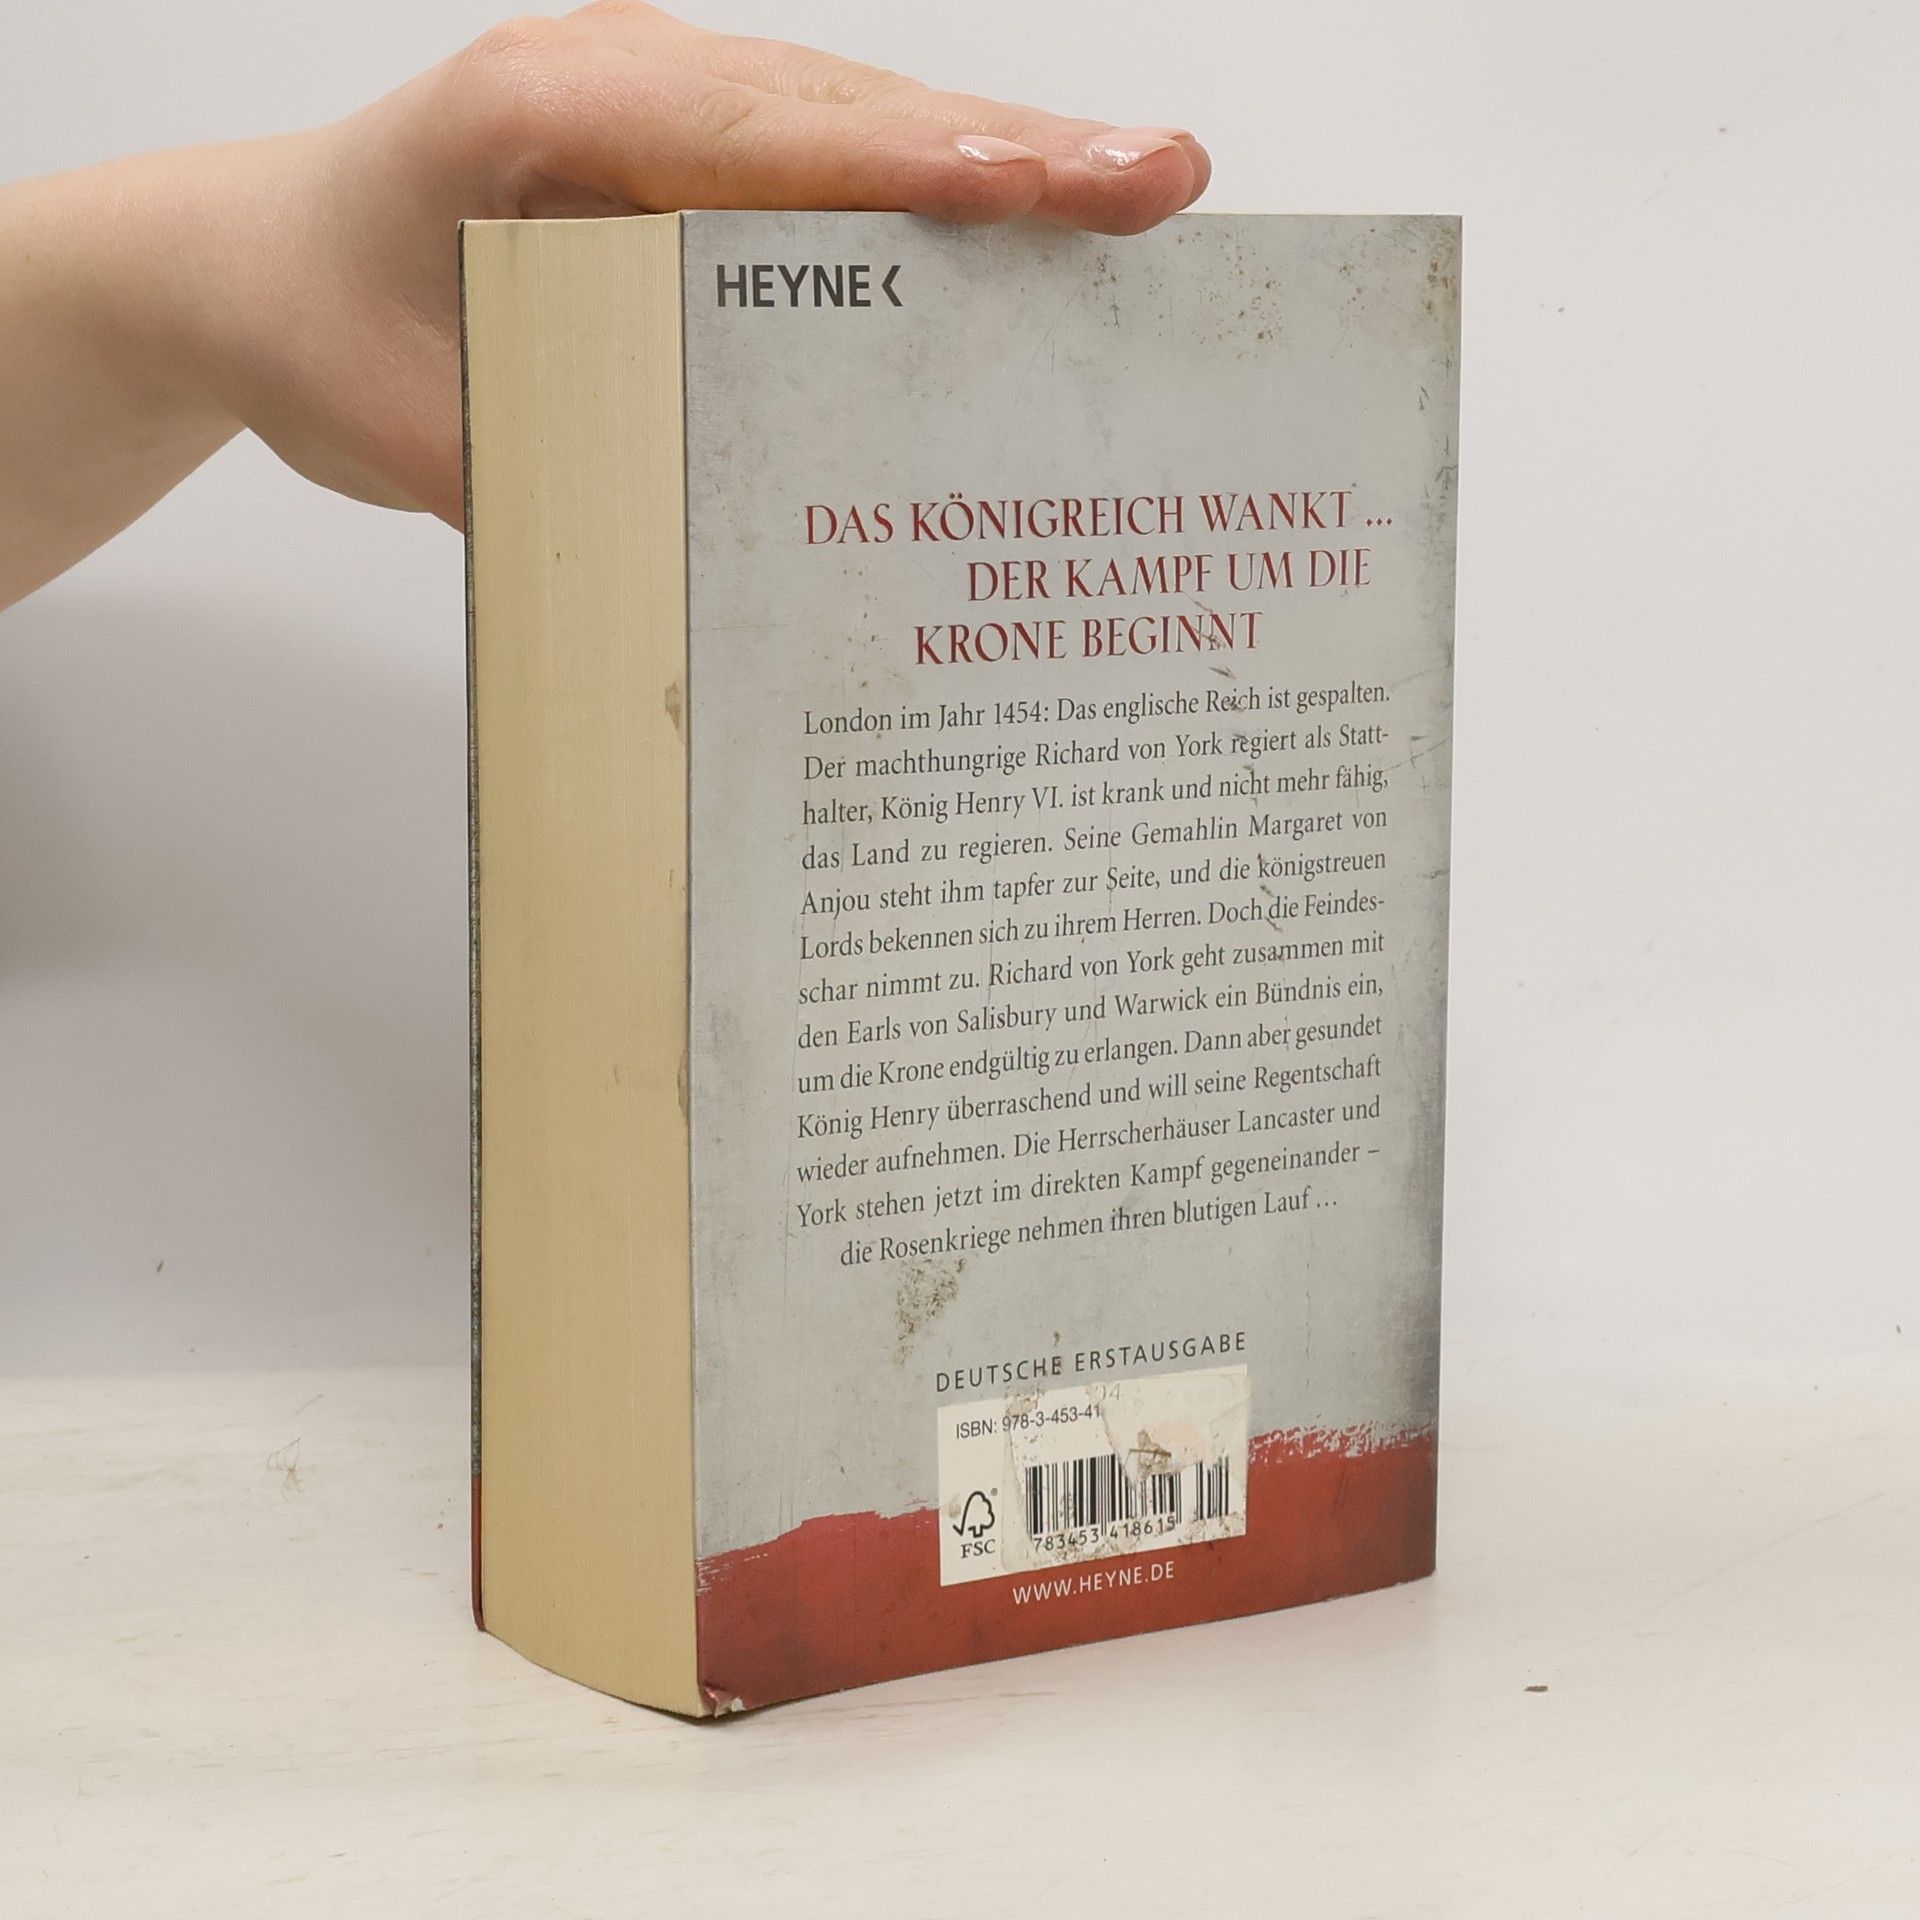 HEYNE<
DAS KÖNIGREICH WANKT ...
DER KAMPF UM DIE
KRONE BEGINNT
London im Jahr 1454: Das englische Reich ist gespalten.
Der machthungrige Richard von York regiert als Statt-
halter, König Henry VI. ist krank und nicht mehr fähig,
das Land zu regieren. Seine Gemahlin Margaret von
Anjou steht ihm tapfer zur Seite, und die königstreuen
Lords bekennen sich zu ihrem Herren. Doch die Feindes-
schar nimmt zu. Richard von York geht zusammen mit
den Earls von Salisbury und Warwick ein Bündnis ein,
um die Krone endgültig zu erlangen. Dann aber gesundet
König Henry überraschend und will seine Regentschaft
wieder aufnehmen. Die Herrscherhäuser Lancaster und
York stehen jetzt im direkten Kampf gegeneinander –
die Rosenkriege nehmen ihren blutigen Lauf ...
DEUTSCHE ERSTAUSGABE
ISBN: 978-3-453-41
FSC
783453 418615
WWW.HEYNE.DE